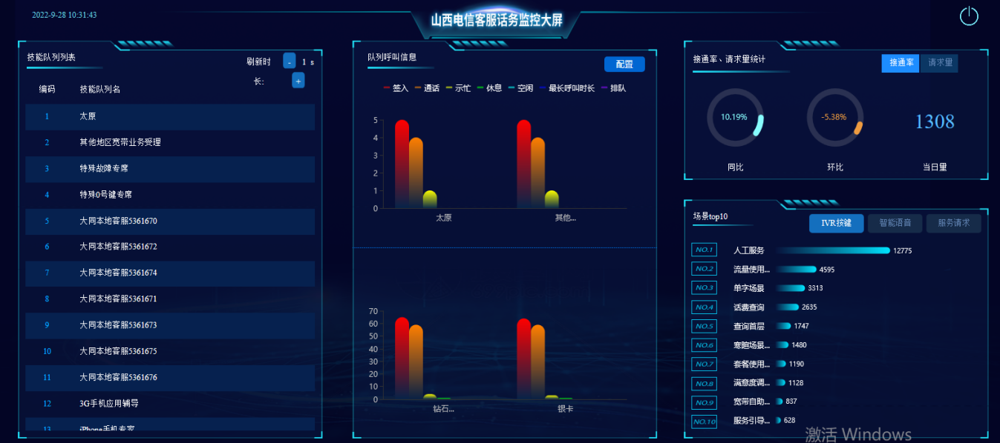 2022-9-28 10:31:43
山西电信客服话务监控大屏
技能队列列表
刷新时长: - 1 s +
编码 技能队列名
1 太原
2 其他地区宽带业务受理
3 特殊故障专席
4 特殊0号键专席
5 大同本地客服5361670
6 大同本地客服5361672
7 大同本地客服5361674
8 大同本地客服5361671
9 大同本地客服5361673
10 大同本地客服5361675
11 大同本地客服5361676
12 3G手机应用辅导
13 iPhone手机专家
队列呼叫信息
配置
签入 通话 示忙 休息 空闲 最长呼叫时长 排队
5
4
3
2
1
0
太原 其他...
70
60
50
40
30
20
10
0
钻石... 银卡
接通率、请求量统计
接通率 请求量
10.19% -5.38% 1308
同比 环比 当日量
场景top10
IVR按键 智能语音 服务请求
NO.1 人工服务 12775
NO.2 流量使用... 4595
NO.3 单字场景 3313
NO.4 话费查询 2635
NO.5 查询首层 1747
NO.6 寒暄场景... 1480
NO.7 套餐使用... 1190
NO.8 满意度调... 1128
NO.9 宽带自助... 837
NO.10 服务引导... 628
激活 Windows